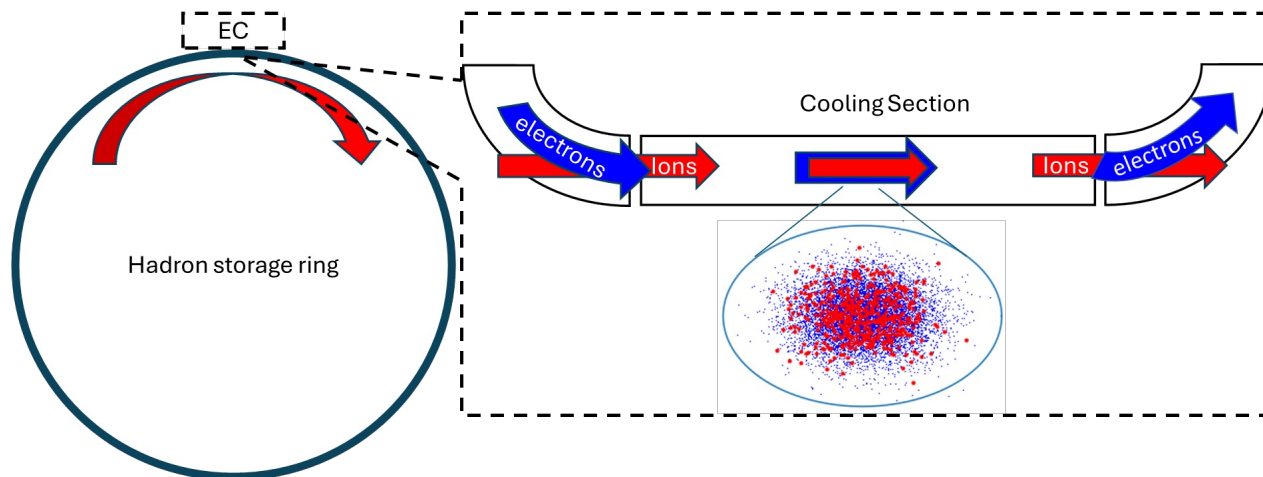 EC
Cooling Section
electrons
Ions
Ions
electrons
Hadron storage ring